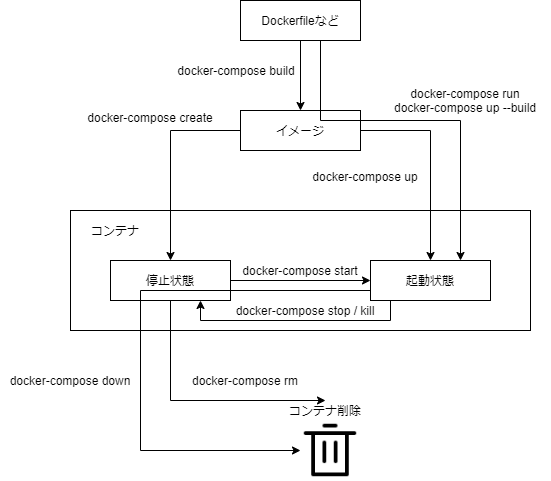 Dockerfileなど
docker-compose build
docker-compose run
docker-compose up --build
docker-compose create
イメージ
docker-compose up
コンテナ
停止状態
docker-compose start
起動状態
docker-compose stop / kill
docker-compose down
docker-compose rm
コンテナ削除